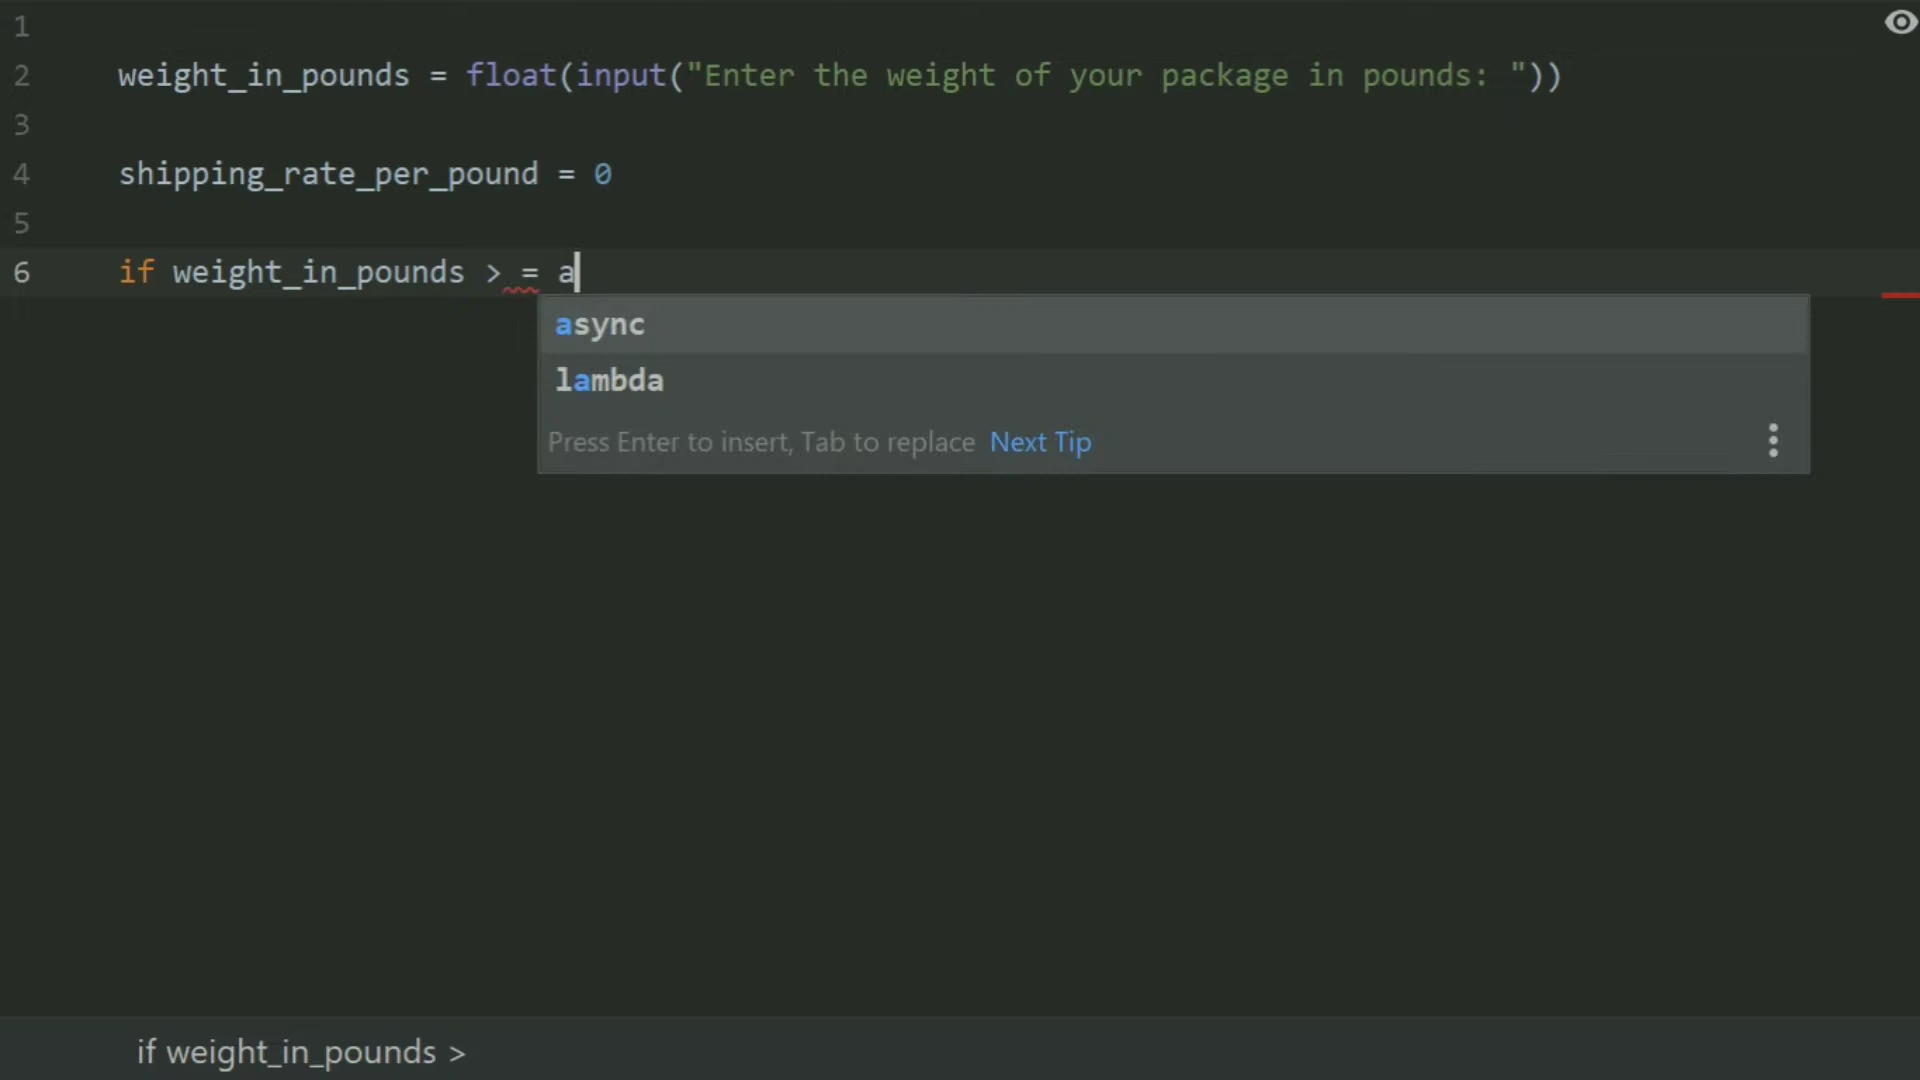 1
2 weight_in_pounds = float(input("Enter the weight of your package in pounds: "))
3
4 shipping_rate_per_pound = 0
5
6 if weight_in_pounds > = a
async
lambda
Press Enter to insert, Tab to replace Next Tip
if weight_in_pounds >